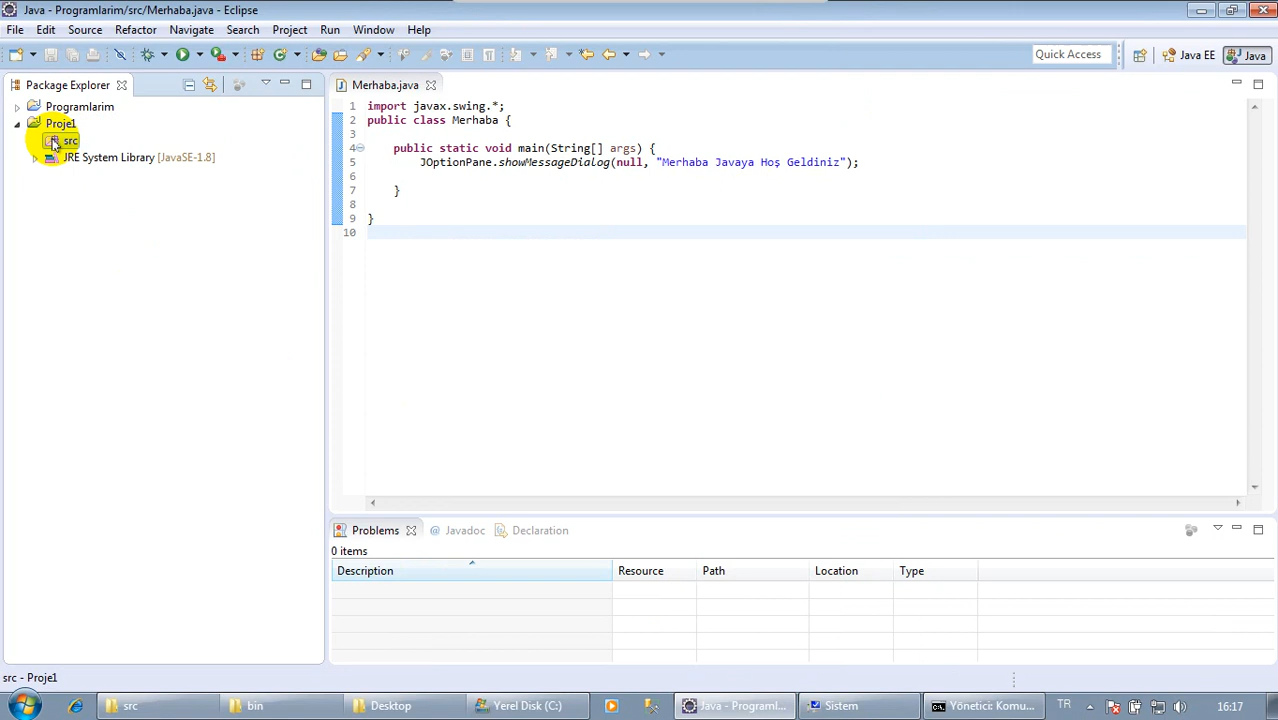 Java - Programlarim/src/Merhaba.java - Eclipse
File Edit Source Refactor Navigate Search Project Run Window Help
Quick Access Java EE Java
Package Explorer
Programlarim
Proje1
src
JRE System Library [JavaSE-1.8]
Merhaba.java
1 import javax.swing.*;
2 public class Merhaba {
3
4 public static void main(String[] args) {
5 JOptionPane.showMessageDialog(null, "Merhaba Javaya Hoş Geldiniz");
6
7 }
8
9 }
10
Problems @ Javadoc Declaration
0 items
Description Resource Path Location Type
src - Proje1
src bin Desktop Yerel Disk (C:) Java - Programl... Sistem Yönetici: Komu... TR 16:17